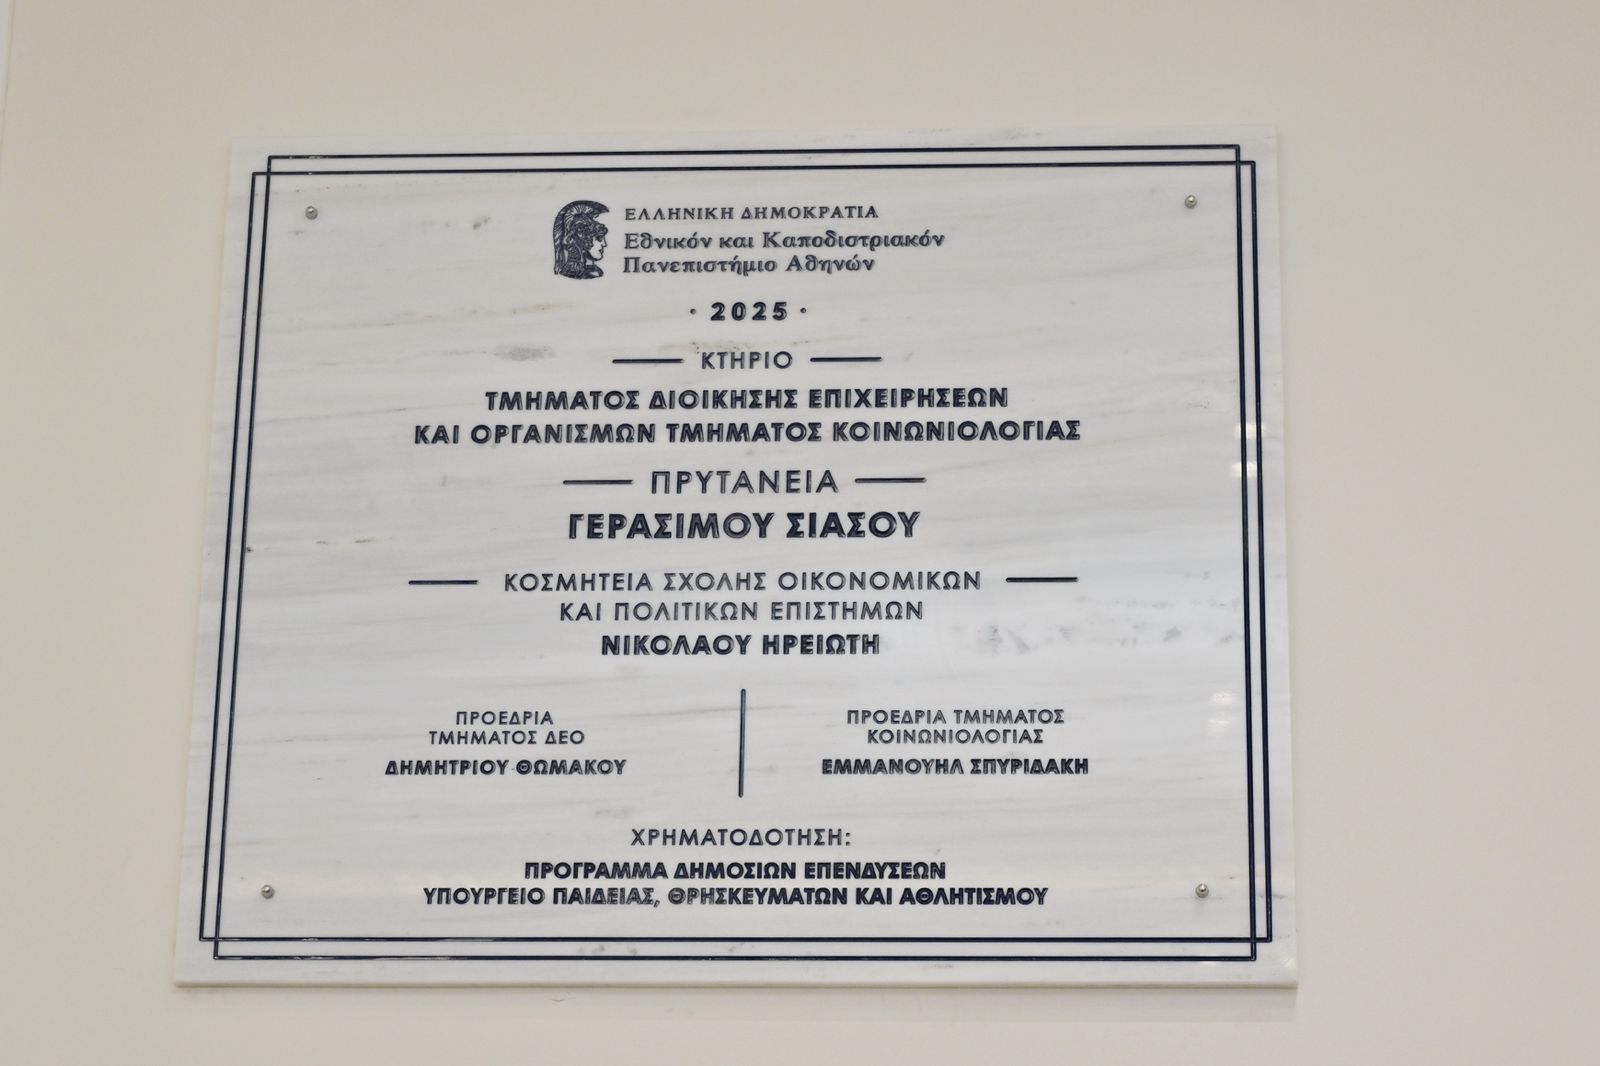 ΕΛΛΗΝΙΚΗ ΔΗΜΟΚΡΑΤΙΑ
Εθνικόν και Καποδιστριακόν
Πανεπιστήμιο Αθηνών
· 2025 ·
ΚΤΗΡΙΟ
ΤΜΗΜΑΤΟΣ ΔΙΟΙΚΗΣΗΣ ΕΠΙΧΕΙΡΗΣΕΩΝ
ΚΑΙ ΟΡΓΑΝΙΣΜΩΝ ΤΜΗΜΑΤΟΣ ΚΟΙΝΩΝΙΟΛΟΓΙΑΣ
ΠΡΥΤΑΝΕΙΑ
ΓΕΡΑΣΙΜΟΥ ΣΙΑΣΟΥ
ΚΟΣΜΗΤΕΙΑ ΣΧΟΛΗΣ ΟΙΚΟΝΟΜΙΚΩΝ
ΚΑΙ ΠΟΛΙΤΙΚΩΝ ΕΠΙΣΤΗΜΩΝ
ΝΙΚΟΛΑΟΥ ΗΡΕΙΩΤΗ
ΠΡΟΕΔΡΙΑ
ΤΜΗΜΑΤΟΣ ΔΕΟ
ΔΗΜΗΤΡΙΟΥ ΘΩΜΑΚΟΥ
ΠΡΟΕΔΡΙΑ ΤΜΗΜΑΤΟΣ
ΚΟΙΝΩΝΙΟΛΟΓΙΑΣ
ΕΜΜΑΝΟΥΗΛ ΣΠΥΡΙΔΑΚΗ
ΧΡΗΜΑΤΟΔΟΤΗΣΗ:
ΠΡΟΓΡΑΜΜΑ ΔΗΜΟΣΙΩΝ ΕΠΕΝΔΥΣΕΩΝ
ΥΠΟΥΡΓΕΙΟ ΠΑΙΔΕΙΑΣ, ΘΡΗΣΚΕΥΜΑΤΩΝ ΚΑΙ ΑΘΛΗΤΙΣΜΟΥ